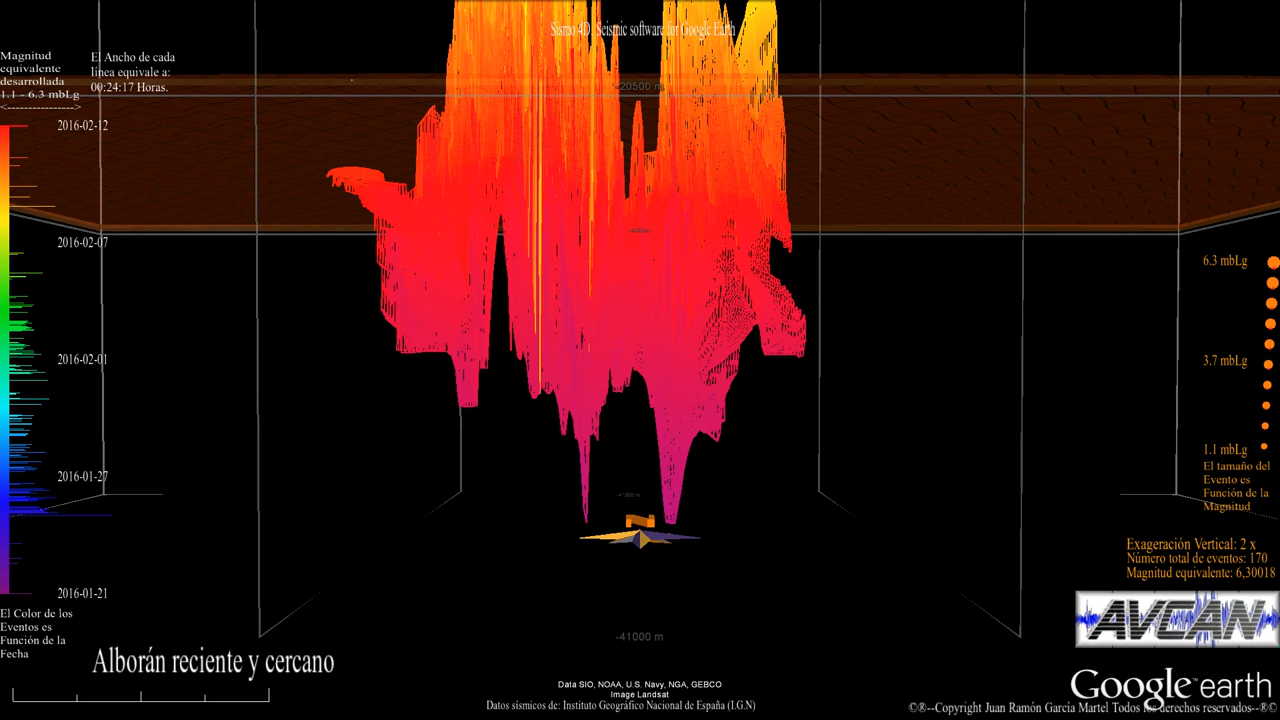 Sismo 4D. Seismic software for Google Earth
Magnitud
equivalente
desarrollada
1.1 - 6.3 mbLg
<---------------->
El Ancho de cada
línea equivale a:
00:24:17 Horas.
2016-02-12
2016-02-07
2016-02-01
2016-01-27
2016-01-21
El Color de los
Eventos es
Función de la
Fecha
-20500 m
-41000 m
-41000 m
6.3 mbLg
3.7 mbLg
1.1 mbLg
El tamaño del
Evento es
Función de la
Magnitud
Exageración Vertical: 2 x
Número total de eventos: 170
Magnitud equivalente: 6,30018
AVCAN
Alborán reciente y cercano
Data SIO, NOAA, U.S. Navy, NGA, GEBCO
Image Landsat
Datos sísmicos de: Instituto Geográfico Nacional de España (I.G.N)
Google™ earth
©®--Copyright Juan Ramón García Martel Todos los derechos reservados--®©